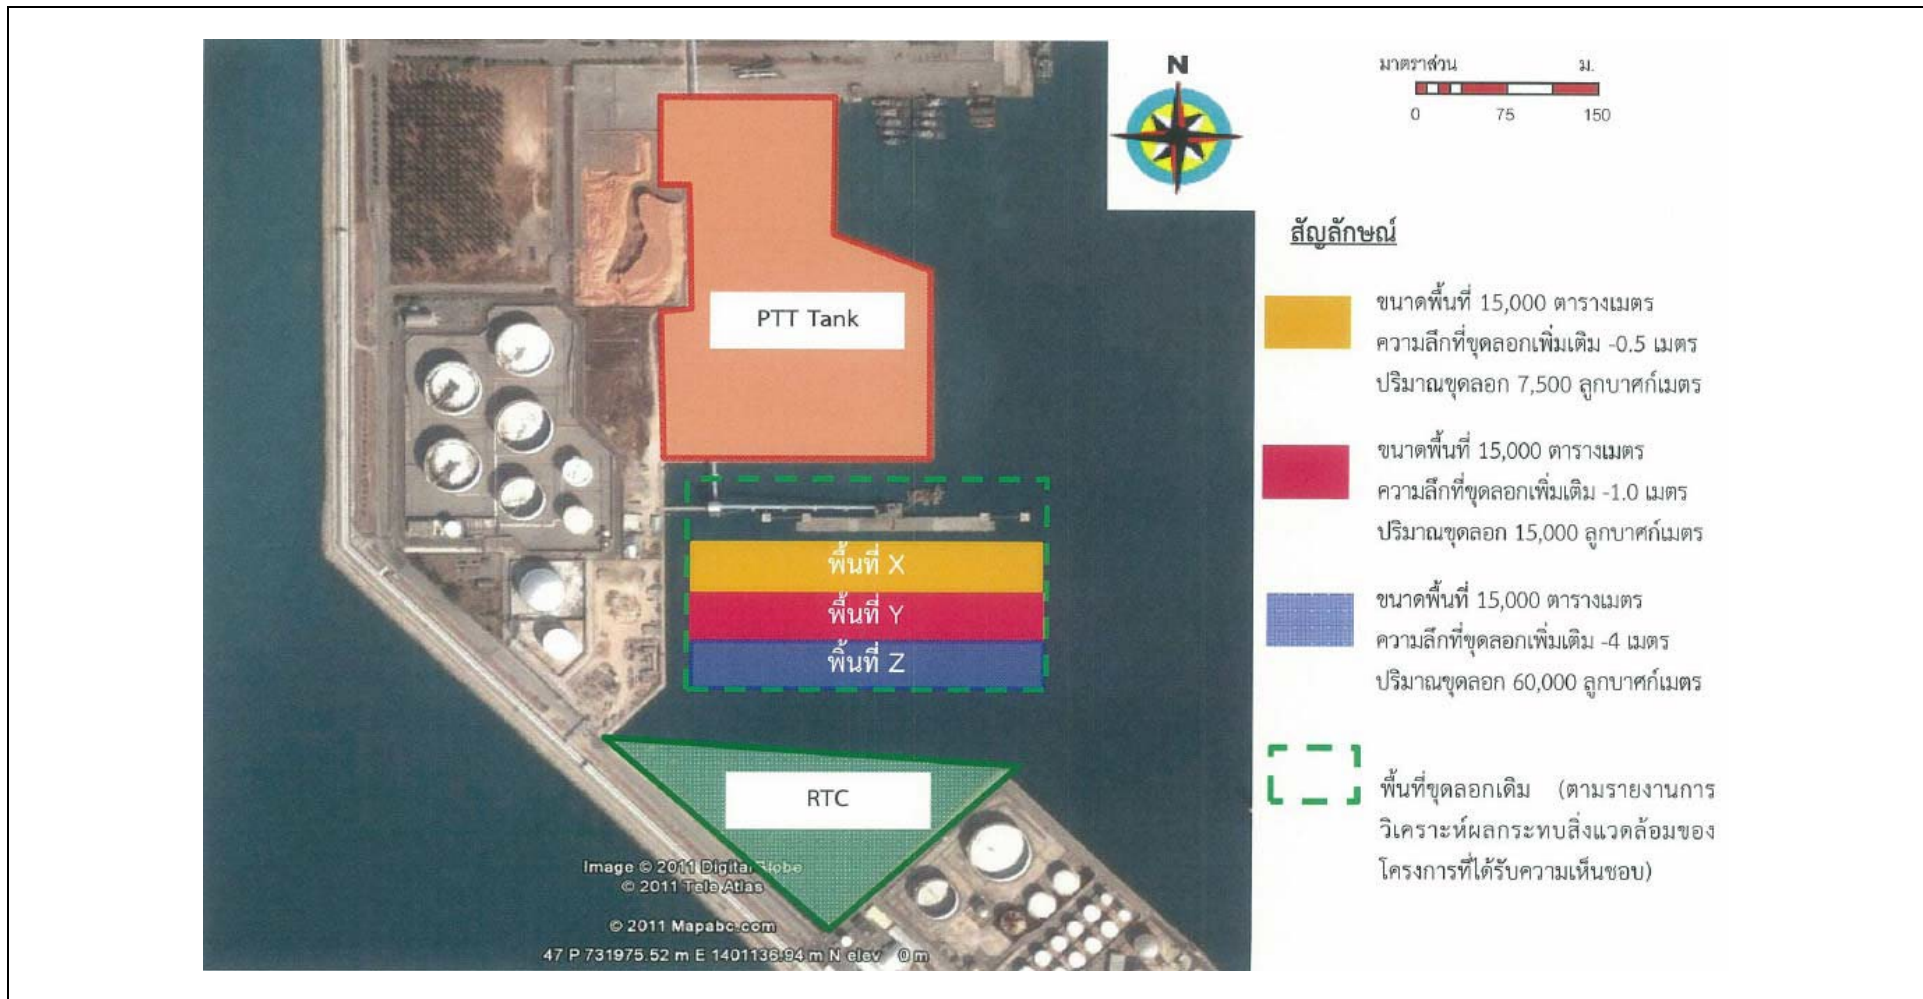 N
มาตราส่วน ม.
0 75 150
สัญลักษณ์
PTT Tank
ขนาดพื้นที่ 15,000 ตารางเมตร
ความลึกที่ขุดลอกเพิ่มเติม -0.5 เมตร
ปริมาณขุดลอก 7,500 ลูกบาศก์เมตร
ขนาดพื้นที่ 15,000 ตารางเมตร
ความลึกที่ขุดลอกเพิ่มเติม -1.0 เมตร
ปริมาณขุดลอก 15,000 ลูกบาศก์เมตร
พื้นที่ X
พื้นที่ Y
พื้นที่ Z
ขนาดพื้นที่ 15,000 ตารางเมตร
ความลึกที่ขุดลอกเพิ่มเติม -4 เมตร
ปริมาณขุดลอก 60,000 ลูกบาศก์เมตร
RTC
พื้นที่ขุดลอกเดิม (ตามรายงานการ
วิเคราะห์ผลกระทบสิ่งแวดล้อมของ
โครงการที่ได้รับความเห็นชอบ)
Image © 2011 Digital Globe
© 2011 Tele Atlas
© 2011 Mapabc.com
47 P 731975.52 m E 1401136.94 m N elev 0 m